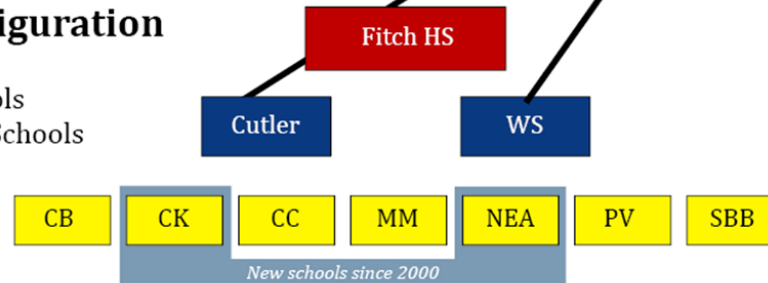 iguration
Fitch HS
ols
Schools
Cutler
WS
CB
CK
CC
MM
NEA
PV
SBB
New schools since 2000